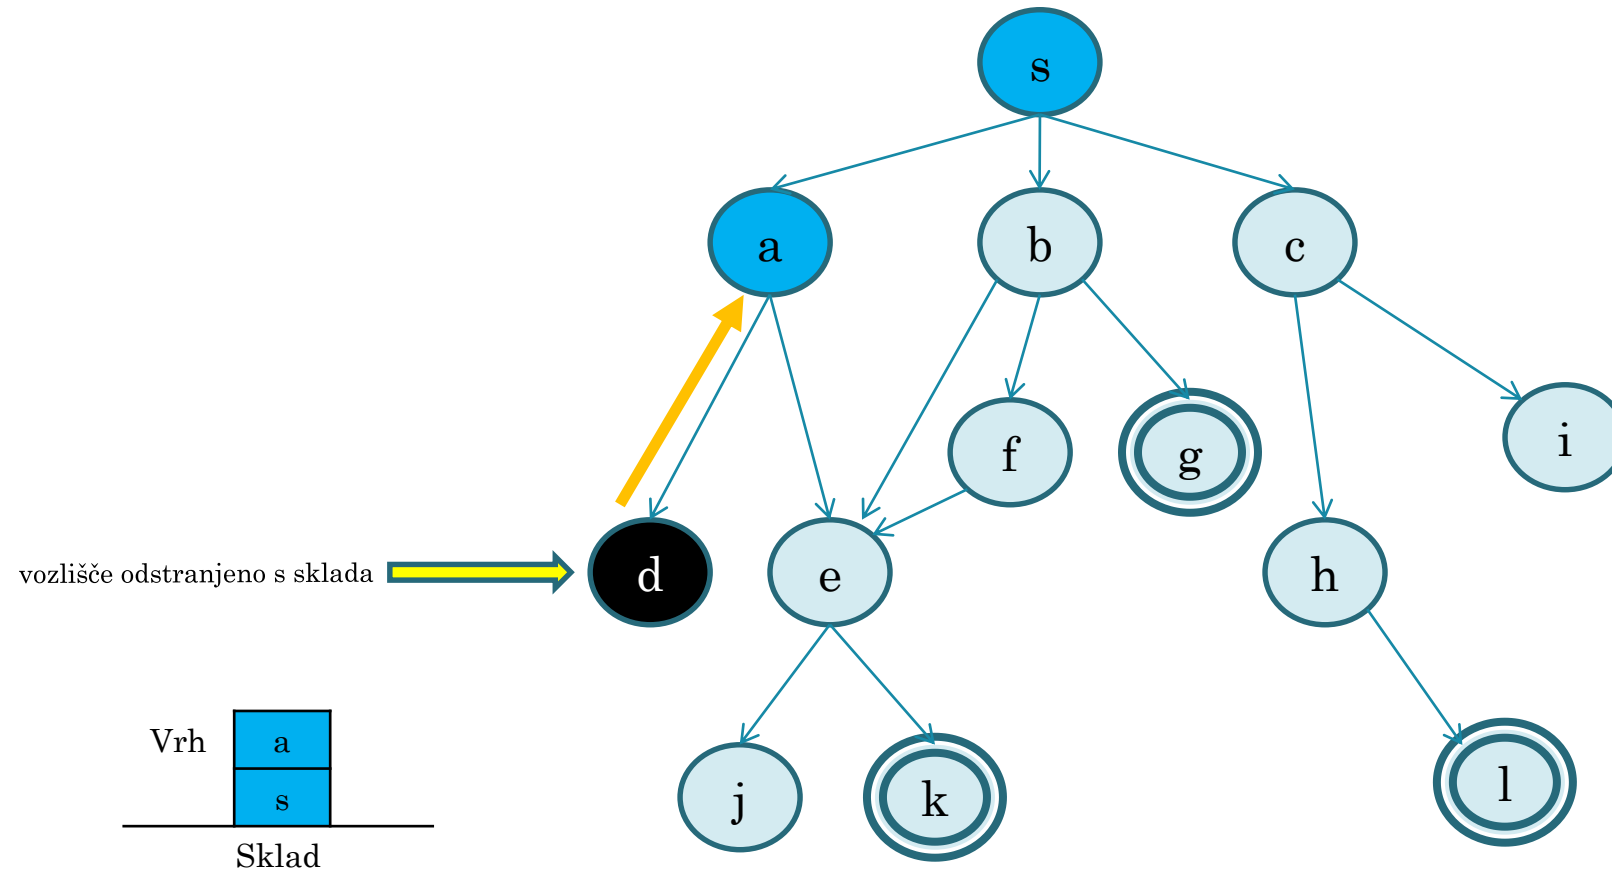 s
a
b
c
f
g
i
vozlišče odstranjeno s sklada
d
e
h
Vrh
a
s
Sklad
j
k
l